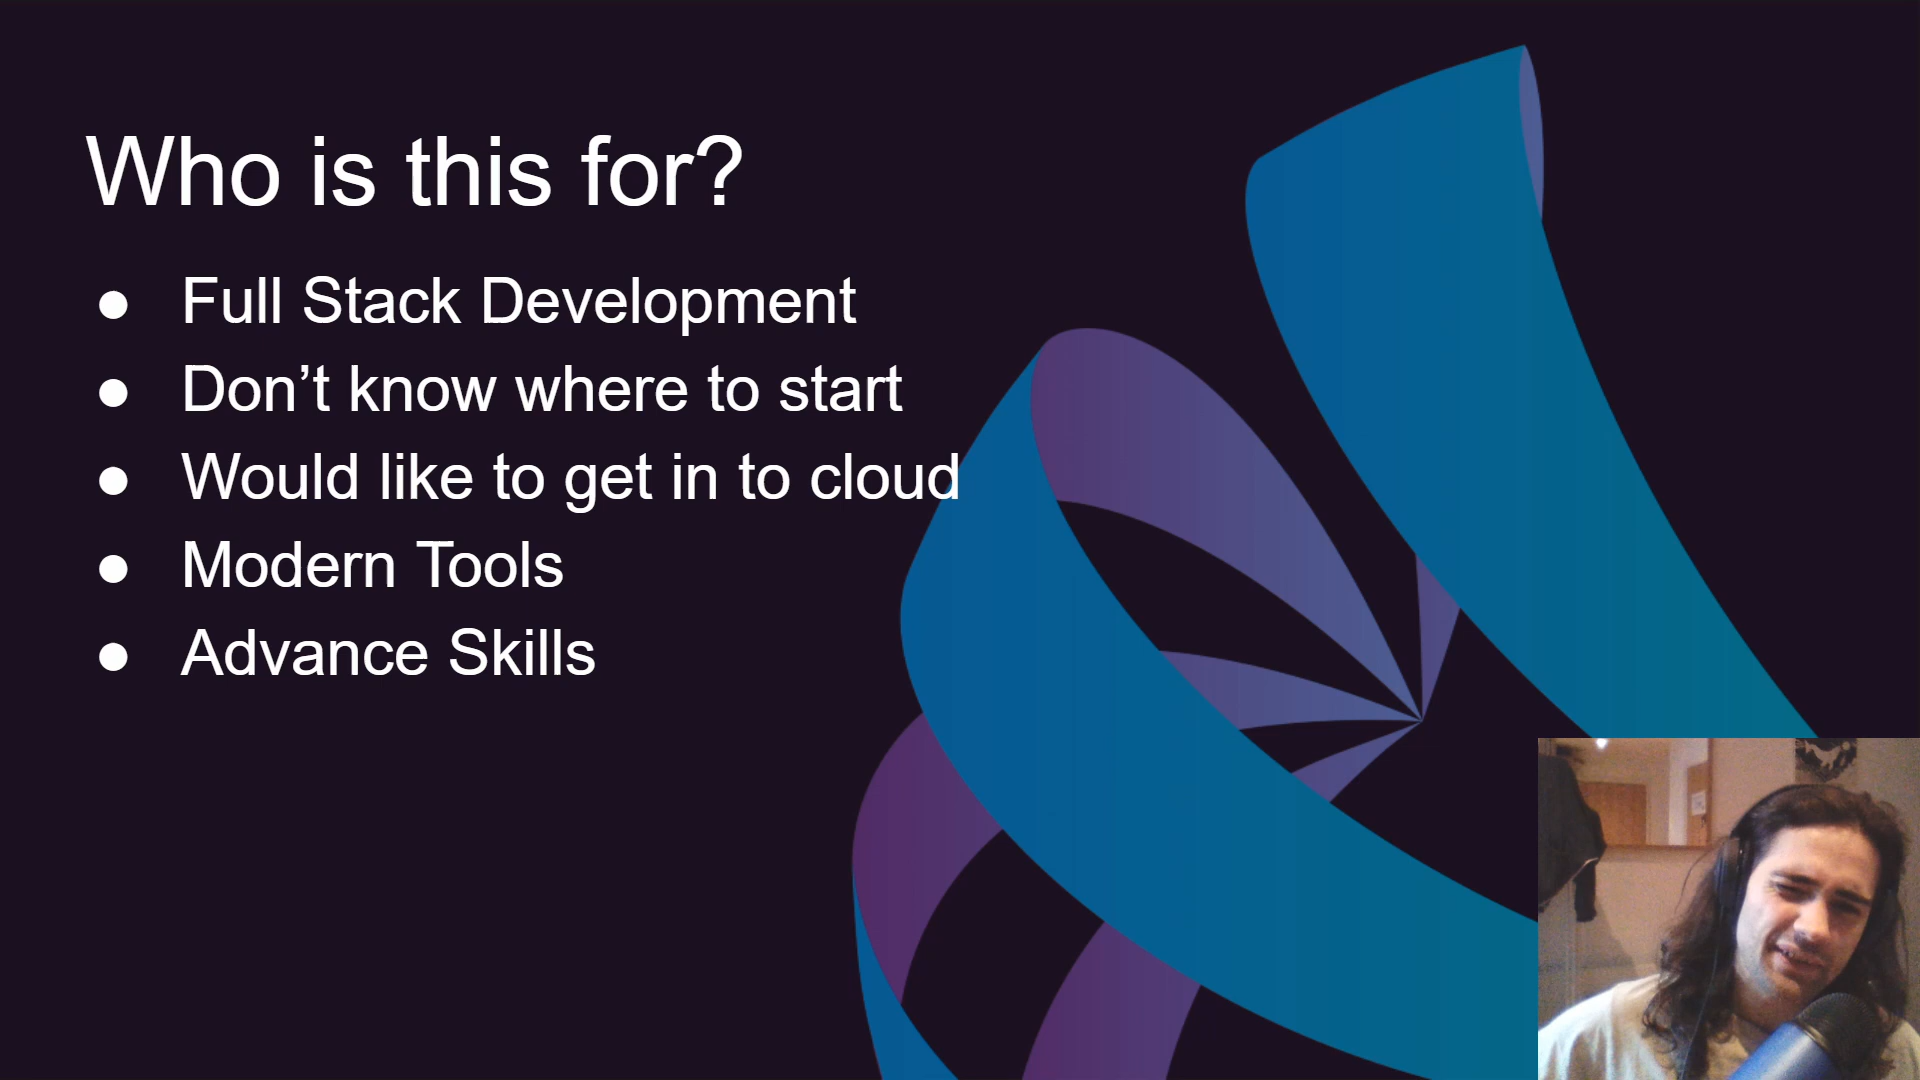 Who is this for?
● Full Stack Development
● Don’t know where to start
● Would like to get in to cloud
● Modern Tools
● Advance Skills